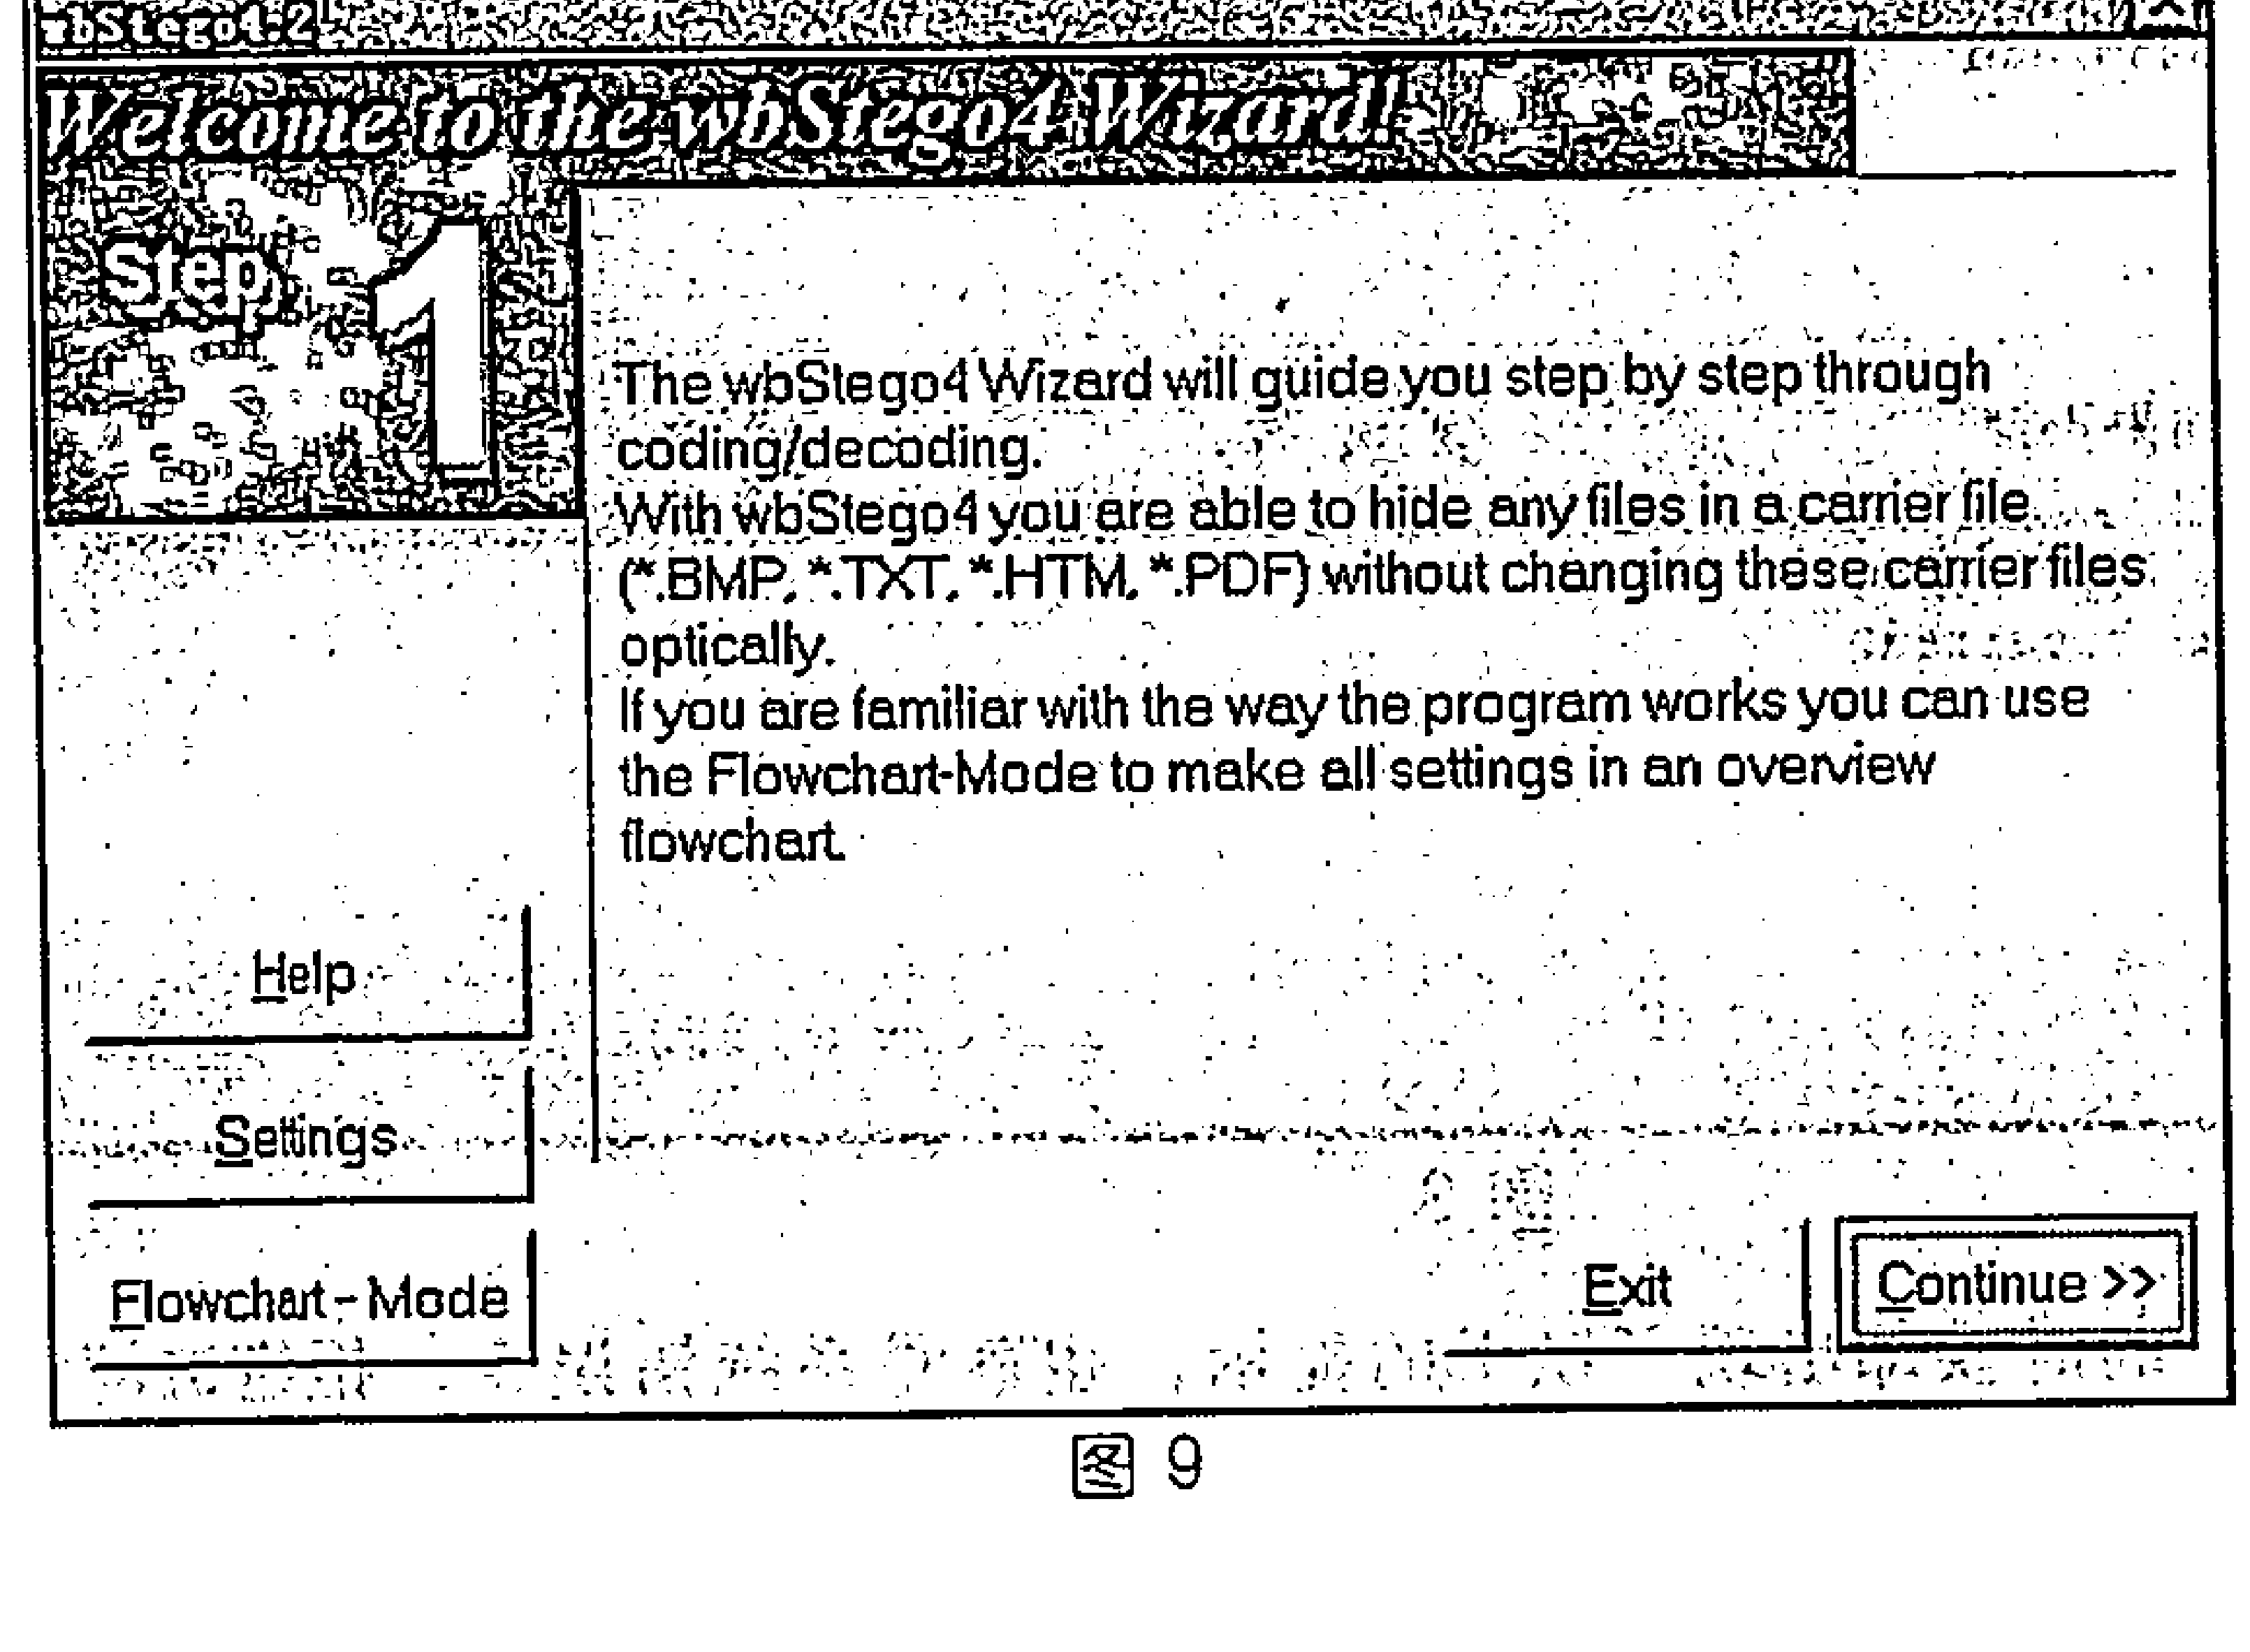 wbStego4.2
Welcome to the wbStego4 Wizard!
Step 1
The wbStego4 Wizard will guide you step by step through
coding/decoding.
With wbStego4 you are able to hide any files in a carrier file
(*.BMP, *.TXT, *.HTM, *.PDF) without changing these carrier files
optically.
If you are familiar with the way the program works you can use
the Flowchart-Mode to make all settings in an overview
flowchart.
Help
Settings
Flowchart - Mode
Exit
Continue >>
图 9